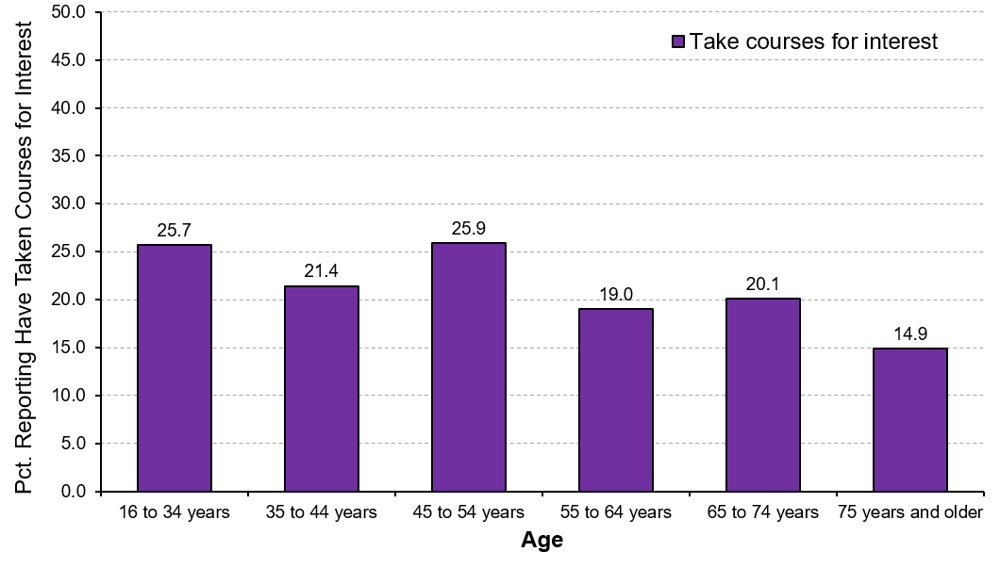 Pct. Reporting Have Taken Courses for Interest
50.0
45.0
40.0
35.0
30.0
25.0
20.0
15.0
10.0
5.0
0.0
Take courses for interest
25.7
21.4
25.9
19.0
20.1
14.9
16 to 34 years
35 to 44 years
45 to 54 years
55 to 64 years
65 to 74 years
75 years and older
Age